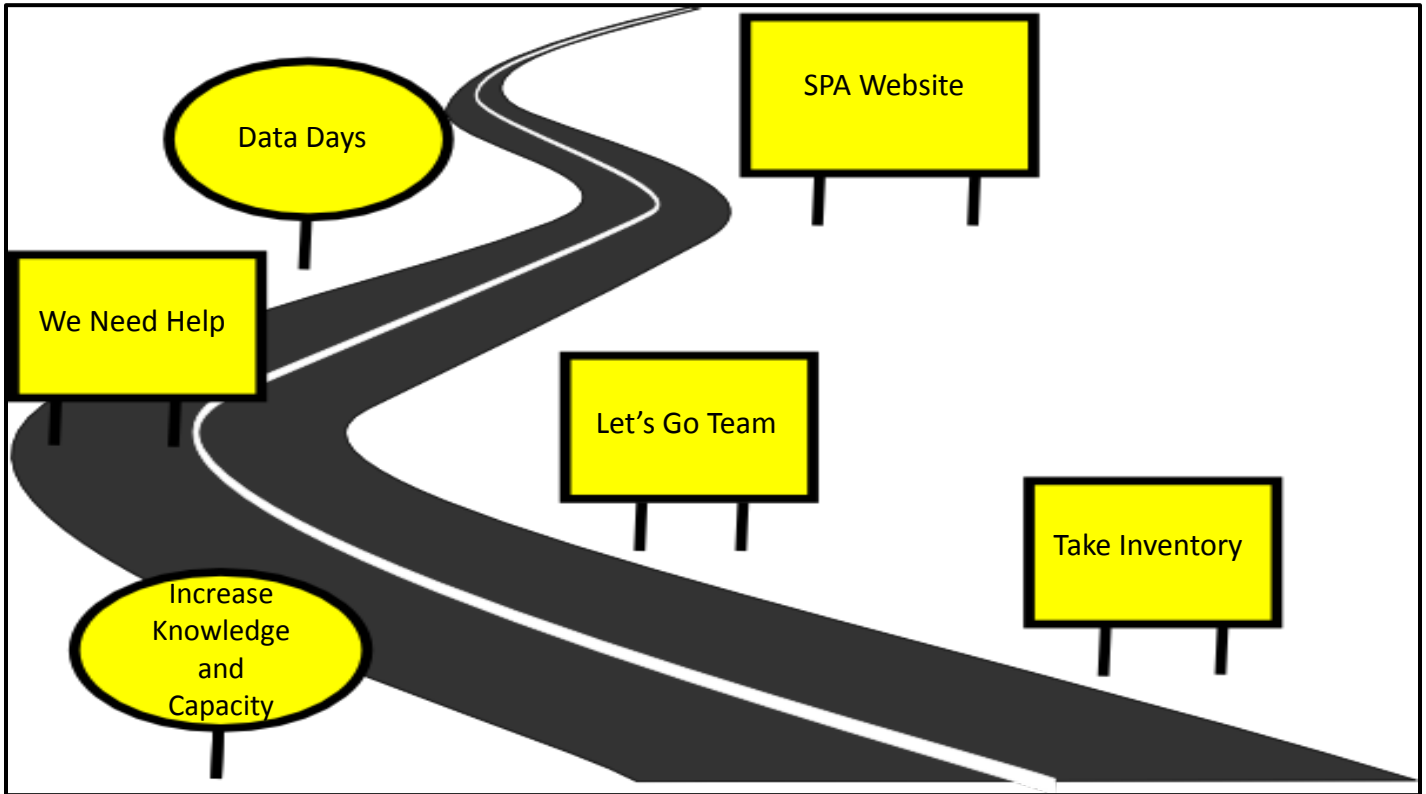 SPA Website
Data Days
We Need Help
Let’s Go Team
Take Inventory
Increase
Knowledge
and
Capacity